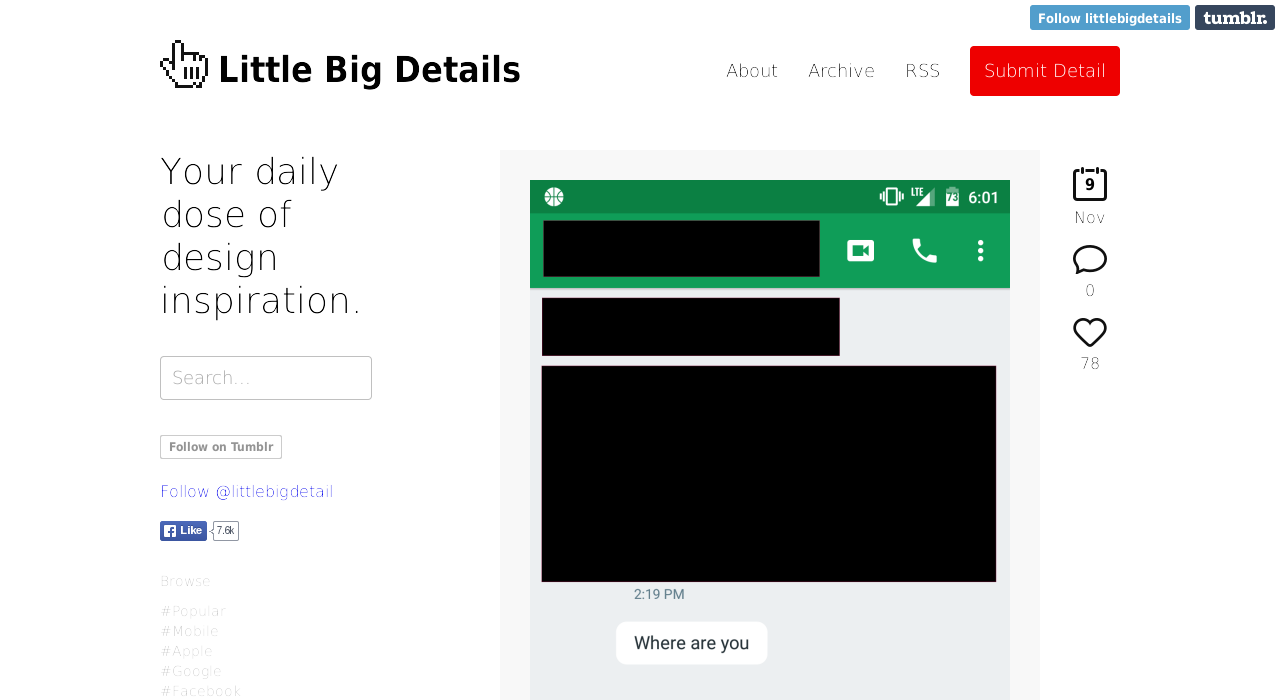 Follow littlebigdetails
tumblr.
Little Big Details
About
Archive
RSS
Submit Detail
Your daily
dose of
design
inspiration.
Search...
Follow on Tumblr
Follow @littlebigdetail
Like
7.6k
Browse
#Popular
#Mobile
#Apple
#Google
#Facebook
LTE
73
6:01
2:19 PM
Where are you
9
Nov
0
78